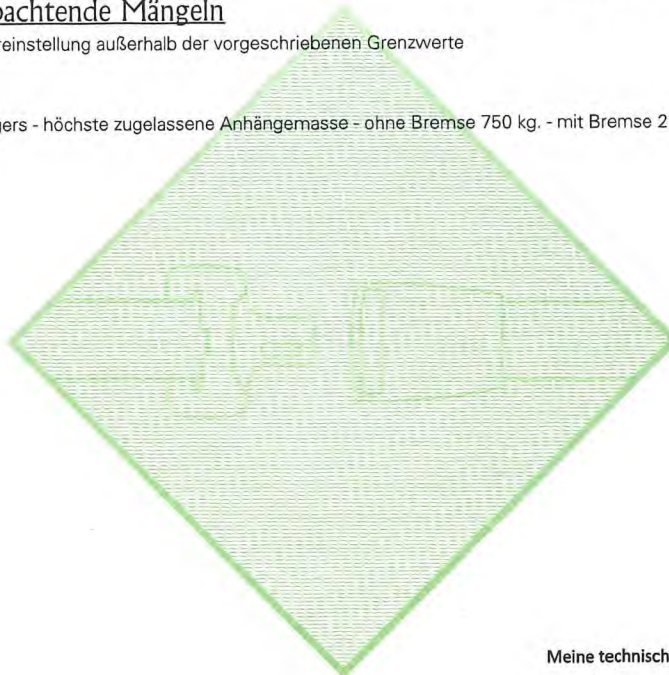 bachtende Mängeln
reinstellung außerhalb der vorgeschriebenen Grenzwerte
gers - höchste zugelassene Anhängemasse - ohne Bremse 750 kg. - mit Bremse 2
Meine technisch